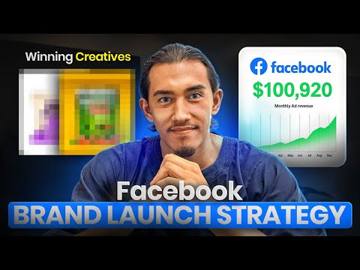 Winning Creatives
facebook
$100,920
Monthly Ad revenue
Facebook
BRAND LAUNCH STRATEGY